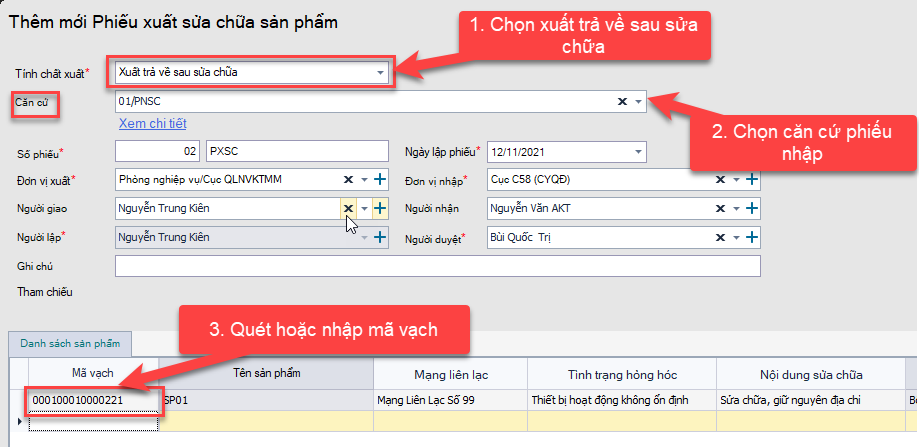 Thêm mới Phiếu xuất sửa chữa sản phẩm
1. Chọn xuất trả về sau sửa
chữa
Tính chất xuất* Xuất trả về sau sửa chữa
Căn cứ 01/PNSC
Xem chi tiết
2. Chọn căn cứ phiếu
nhập
Số phiếu* 02 PXSC Ngày lập phiếu* 12/11/2021
Đơn vị xuất* Phòng nghiệp vụ/Cục QLNVKTMM Đơn vị nhập* Cục C58 (CYQĐ)
Người giao Nguyễn Trung Kiên Người nhận Nguyễn Văn AKT
Người lập* Nguyễn Trung Kiên Người duyệt* Bùi Quốc Trị
Ghi chú
Tham chiếu
3. Quét hoặc nhập mã vạch
Danh sách sản phẩm
Mã vạch Tên sản phẩm Mạng liên lạc Tình trạng hỏng hóc Nội dung sửa chữa
000100010000221 SP01 Mạng Liên Lạc Số 99 Thiết bị hoạt động không ổn định Sửa chữa, giữ nguyên địa chỉ